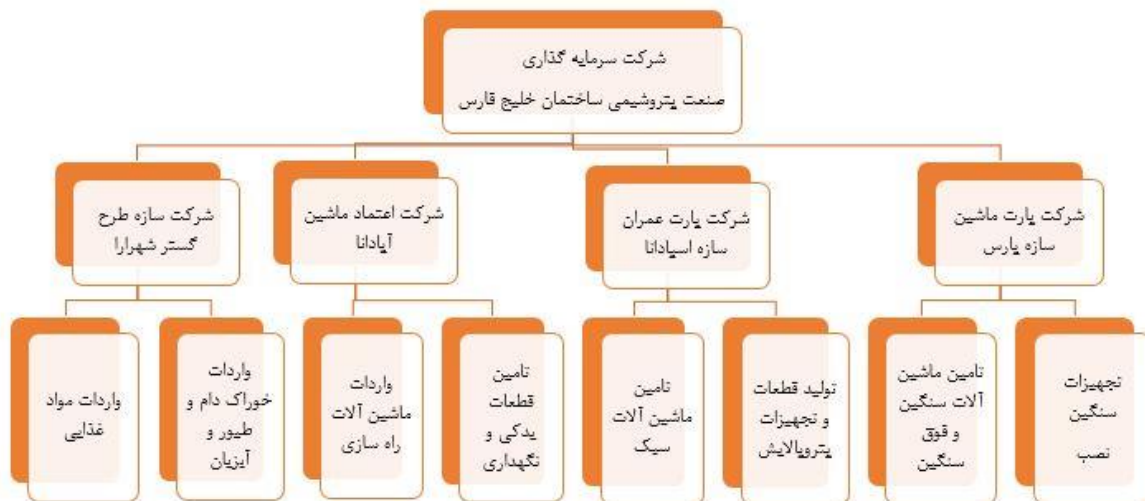 شرکت سرمایه گذاری
صنعت پتروشیمی ساختمان خلیج فارس
شرکت پارت ماشین
سازه پارس
شرکت پارت عمران
سازه اسپادانا
شرکت اعتماد ماشین
آپادانا
شرکت سازه طرح
گستر شهرارا
تجهیزات
سنگین
نصب
تامین ماشین
آلات سنگین
و فوق
سنگین
تولید قطعات
و تجهیزات
پتروپالایش
تامین
ماشین آلات
سبک
تامین
قطعات
یدکی و
نگهداری
واردات
ماشین آلات
راه سازی
واردات
خوراک دام و
طیور و
آبزیان
واردات مواد
غذایی